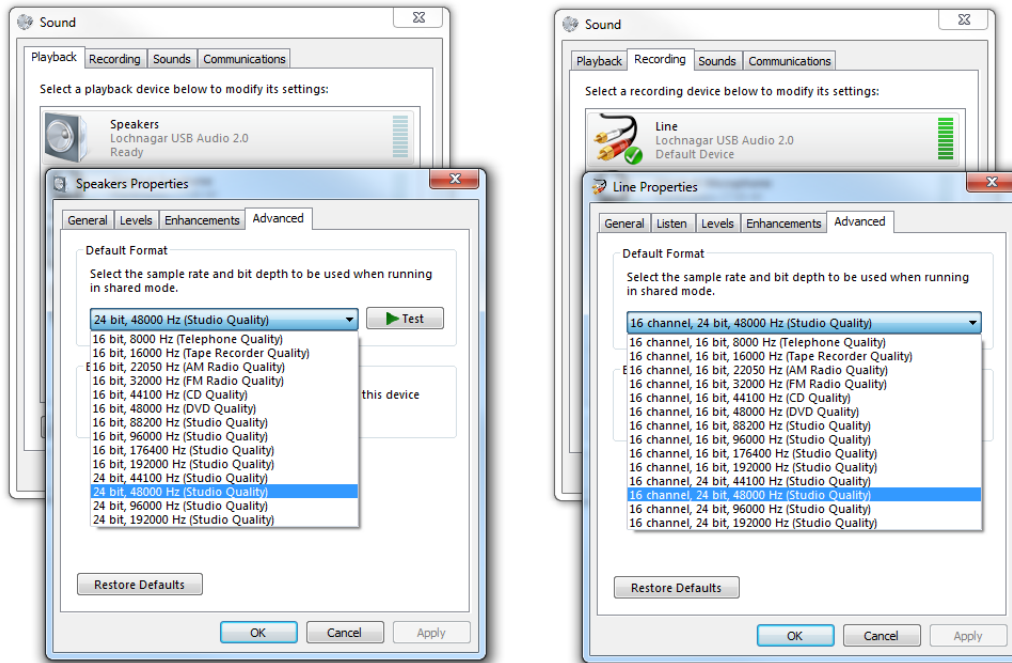 Sound
Playback Recording Sounds Communications
Select a playback device below to modify its settings:
Speakers
Lochnagar USB Audio 2.0
Ready
Speakers Properties
General Levels Enhancements Advanced
Default Format
Select the sample rate and bit depth to be used when running
in shared mode.
24 bit, 48000 Hz (Studio Quality)
Test
16 bit, 8000 Hz (Telephone Quality)
16 bit, 16000 Hz (Tape Recorder Quality)
16 bit, 22050 Hz (AM Radio Quality)
16 bit, 32000 Hz (FM Radio Quality)
16 bit, 44100 Hz (CD Quality)
this device
16 bit, 48000 Hz (DVD Quality)
16 bit, 88200 Hz (Studio Quality)
16 bit, 96000 Hz (Studio Quality)
16 bit, 176400 Hz (Studio Quality)
16 bit, 192000 Hz (Studio Quality)
24 bit, 44100 Hz (Studio Quality)
24 bit, 48000 Hz (Studio Quality)
24 bit, 96000 Hz (Studio Quality)
24 bit, 192000 Hz (Studio Quality)
Restore Defaults
OK Cancel Apply
Sound
Playback Recording Sounds Communications
Select a recording device below to modify its settings:
Line
Lochnagar USB Audio 2.0
Default Device
Line Properties
General Listen Levels Enhancements Advanced
Default Format
Select the sample rate and bit depth to be used when running
in shared mode.
16 channel, 24 bit, 48000 Hz (Studio Quality)
16 channel, 16 bit, 8000 Hz (Telephone Quality)
16 channel, 16 bit, 16000 Hz (Tape Recorder Quality)
16 channel, 16 bit, 22050 Hz (AM Radio Quality)
16 channel, 16 bit, 32000 Hz (FM Radio Quality)
16 channel, 16 bit, 44100 Hz (CD Quality)
16 channel, 16 bit, 48000 Hz (DVD Quality)
16 channel, 16 bit, 88200 Hz (Studio Quality)
16 channel, 16 bit, 96000 Hz (Studio Quality)
16 channel, 16 bit, 176400 Hz (Studio Quality)
16 channel, 16 bit, 192000 Hz (Studio Quality)
16 channel, 24 bit, 44100 Hz (Studio Quality)
16 channel, 24 bit, 48000 Hz (Studio Quality)
16 channel, 24 bit, 96000 Hz (Studio Quality)
16 channel, 24 bit, 192000 Hz (Studio Quality)
Restore Defaults
OK Cancel Apply